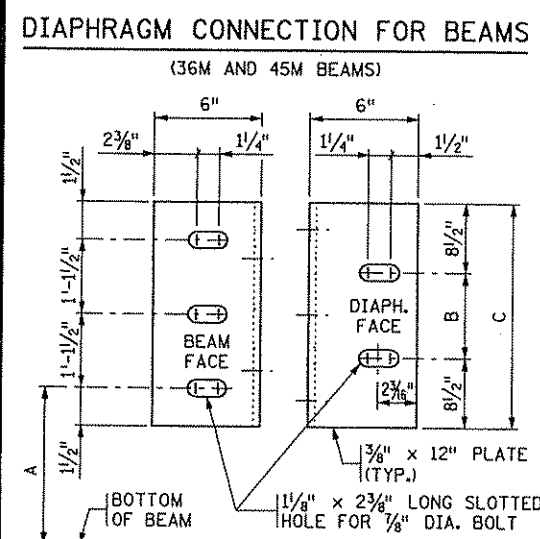 DIAPHRAGM CONNECTION FOR BEAMS
(36M AND 45M BEAMS)
6" 6"
2⅜" 1¼" 1¼" 1½"
1½"
1'-1½"
1'-1½"
1½"
A
8½"
B
8½"
C
BEAM
FACE
DIAPH.
FACE
2³⁄₁₆"
⅜" x 12" PLATE
(TYP.)
BOTTOM
OF BEAM
1⅛" x 2⅜" LONG SLOTTED
HOLE FOR ⅞" DIA. BOLT